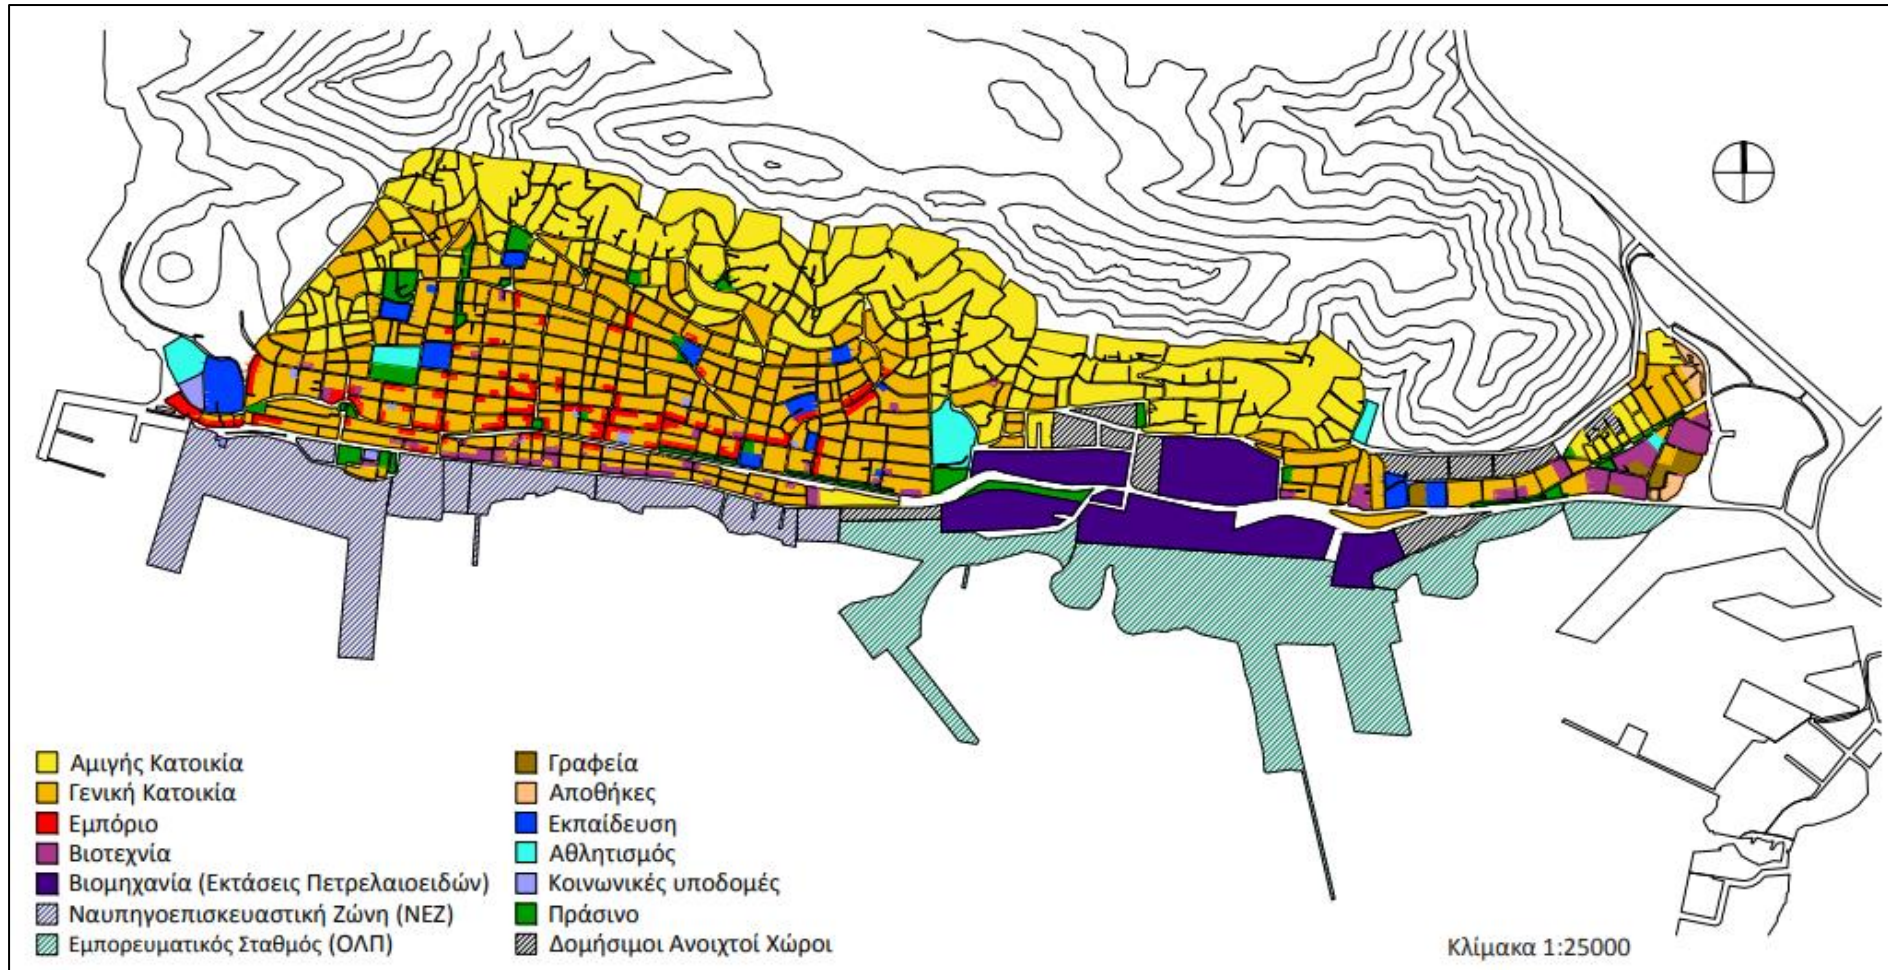 Αμιγής Κατοικία
Γενική Κατοικία
Εμπόριο
Βιοτεχνία
Βιομηχανία (Εκτάσεις Πετρελαιοειδών)
Ναυπηγοεπισκευαστική Ζώνη (ΝΕΖ)
Εμπορευματικός Σταθμός (ΟΛΠ)
Γραφεία
Αποθήκες
Εκπαίδευση
Αθλητισμός
Κοινωνικές υποδομές
Πράσινο
Δομήσιμοι Ανοιχτοί Χώροι
Κλίμακα 1:25000